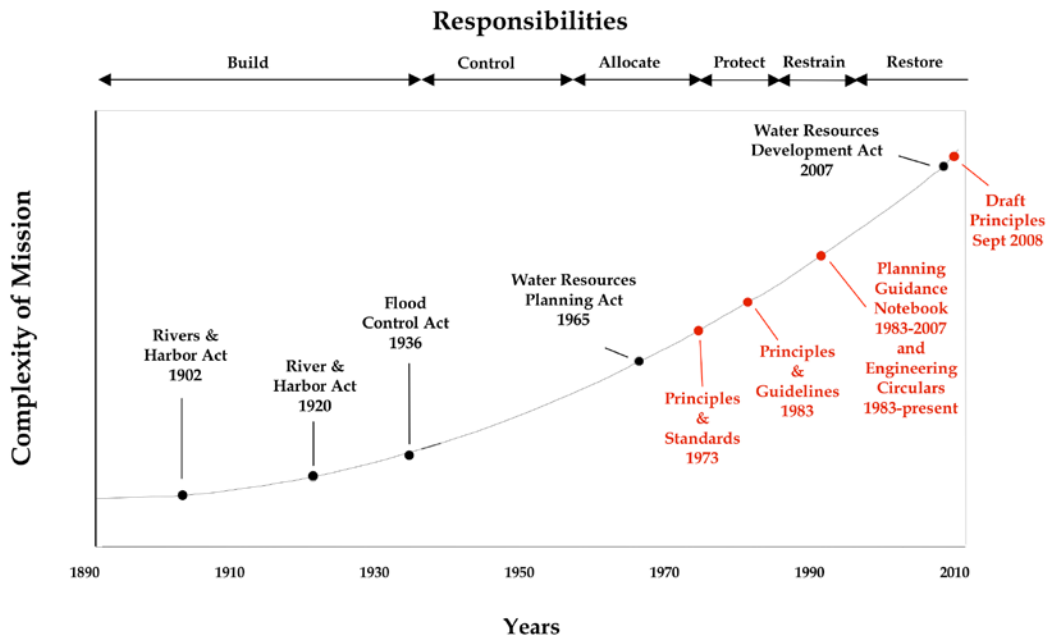 Responsibilities
Build
Control
Allocate
Protect
Restrain
Restore
Complexity of Mission
Rivers &
Harbor Act
1902
River &
Harbor Act
1920
Flood
Control Act
1936
Water Resources
Planning Act
1965
Principles
&
Standards
1973
Principles
&
Guidelines
1983
Planning
Guidance
Notebook
1983-2007
and
Engineering
Circulars
1983-present
Water Resources
Development Act
2007
Draft
Principles
Sept 2008
1890
1910
1930
1950
1970
1990
2010
Years